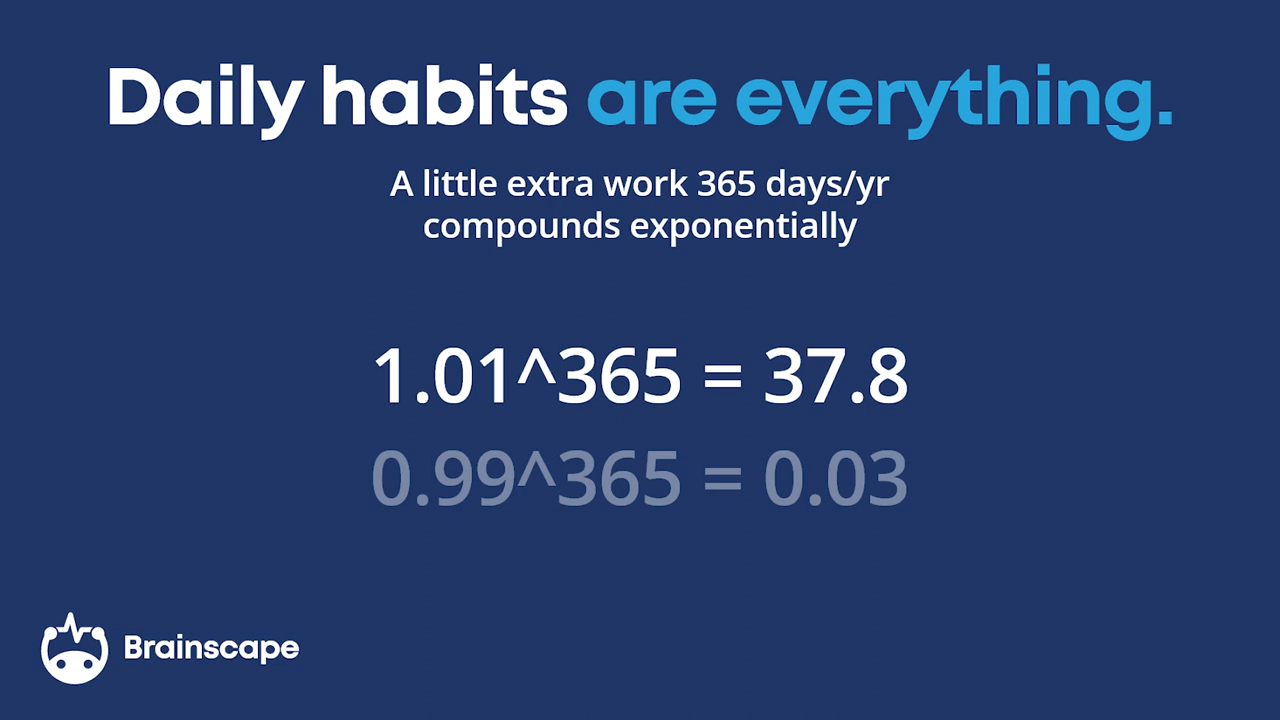 Daily habits are everything.
A little extra work 365 days/yr
compounds exponentially
1.01^365 = 37.8
0.99^365 = 0.03
Brainscape